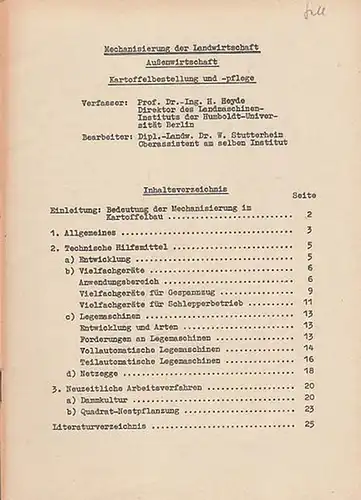 Mechanisierung der Landwirtschaft
Außenwirtschaft
Kartoffelbestellung und -pflege
Verfasser: Prof. Dr.-Ing. H. Heyde
Direktor des Landmaschinen-
Instituts der Humboldt-Univer-
sität Berlin
Bearbeiter: Dipl.-Landw. Dr. W. Stutterheim
Oberassistent am selben Institut
Inhaltsverzeichnis
Seite
Einleitung: Bedeutung der Mechanisierung im
Kartoffelbau ........................... 2
1. Allgemeines ................................... 3
2. Technische Hilfsmittel ........................ 5
a) Entwicklung ................................ 5
b) Vielfachgeräte ............................. 6
Anwendungsbereich .......................... 6
Vielfachgeräte für Gespannzug .............. 9
Vielfachgeräte für Schlepperbetrieb ........ 11
c) Legemaschinen .............................. 13
Entwicklung und Arten ...................... 13
Forderungen an Legemaschinen ............... 13
Vollautomatische Legemaschinen ............. 14
Teilautomatische Legemaschinen ............. 16
d) Netzegge ................................... 18
3. Neuzeitliche Arbeitsverfahren ................. 20
a) Dammkultur ................................. 20
b) Quadrat-Nestpflanzung ...................... 23
Literaturverzeichnis ............................. 25